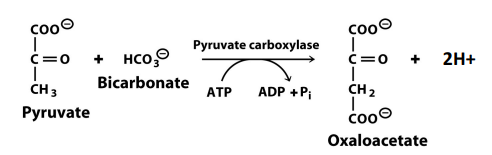 COO⊖
C=O
CH3
Pyruvate
+
HCO3⊖
Bicarbonate
Pyruvate carboxylase
ATP
ADP + Pi
COO⊖
C=O
CH2
COO⊖
Oxaloacetate
+
2H+